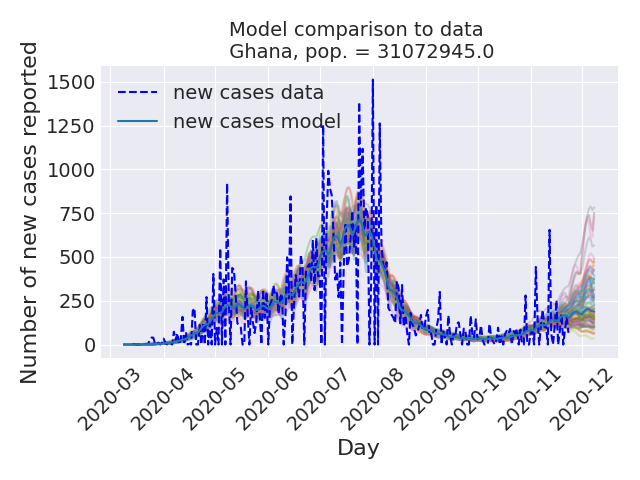 Model comparison to data
Ghana, pop. = 31072945.0
Number of new cases reported
1500
1250
1000
750
500
250
0
new cases data
new cases model
2020-03
2020-04
2020-05
2020-06
2020-07
2020-08
2020-09
2020-10
2020-11
2020-12
Day